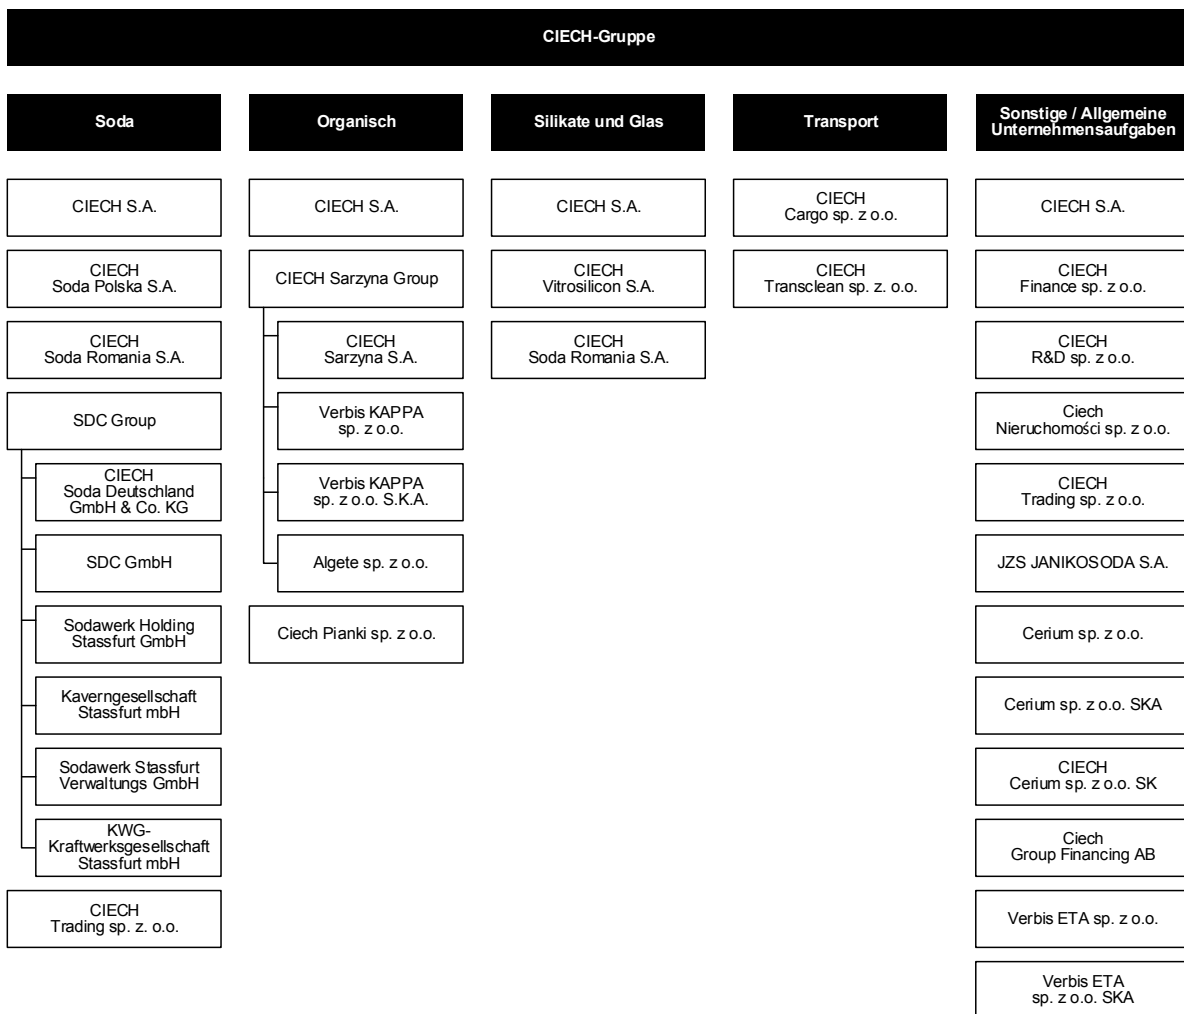 CIECH-Gruppe
Soda
CIECH S.A.
CIECH
Soda Polska S.A.
CIECH
Soda Romania S.A.
SDC Group
CIECH
Soda Deutschland
GmbH & Co. KG
SDC GmbH
Sodawerk Holding
Stassfurt GmbH
Kaverngesellschaft
Stassfurt mbH
Sodawerk Stassfurt
Verwaltungs GmbH
KWG-
Kraftwerksgesellschaft
Stassfurt mbH
CIECH
Trading sp. z. o.o.
Organisch
CIECH S.A.
CIECH Sarzyna Group
CIECH
Sarzyna S.A.
Verbis KAPPA
sp. z o.o.
Verbis KAPPA
sp. z o.o. S.K.A.
Algete sp. z o.o.
Ciech Pianki sp. z o.o.
Silikate und Glas
CIECH S.A.
CIECH
Vitrosilicon S.A.
CIECH
Soda Romania S.A.
Transport
CIECH
Cargo sp. z o.o.
CIECH
Transclean sp. z. o.o.
Sonstige / Allgemeine
Unternehmensaufgaben
CIECH S.A.
CIECH
Finance sp. z o.o.
CIECH
R&D sp. z o.o.
Ciech
Nieruchomości sp. z o.o.
CIECH
Trading sp. z o.o.
JZS JANIKOSODA S.A.
Cerium sp. z o.o.
Cerium sp. z o.o. SKA
CIECH
Cerium sp. z o.o. SK
Ciech
Group Financing AB
Verbis ETA sp. z o.o.
Verbis ETA
sp. z o.o. SKA